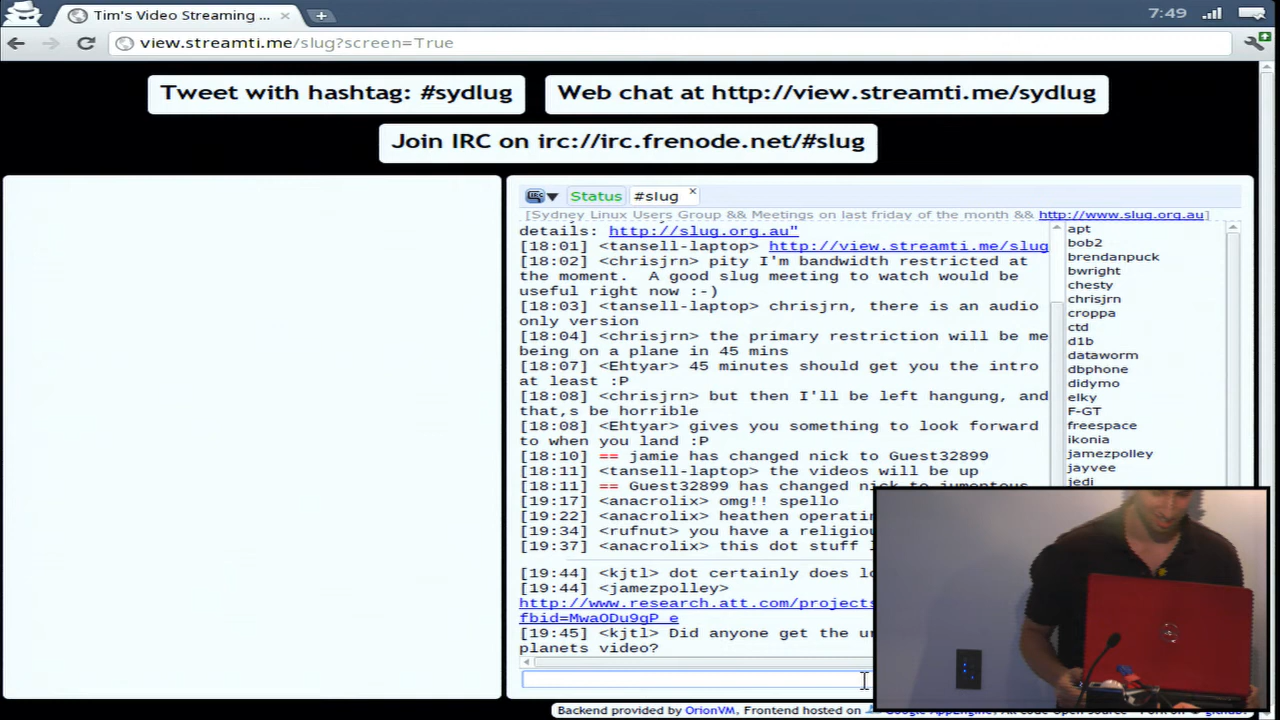 Tim's Video Streaming ...
7:49
view.streamti.me/slug?screen=True
Tweet with hashtag: #sydlug
Web chat at http://view.streamti.me/sydlug
Join IRC on irc://irc.frenode.net/#slug
Status #slug
[Sydney Linux Users Group && Meetings on last friday of the month && http://www.slug.org.au]
details: http://slug.org.au"
[18:01] <tansell-laptop> http://view.streamti.me/slug
[18:02] <chrisjrn> pity I'm bandwidth restricted at
the moment. A good slug meeting to watch would be
useful right now :-)
[18:03] <tansell-laptop> chrisjrn, there is an audio
only version
[18:04] <chrisjrn> the primary restriction will be me
being on a plane in 45 mins
[18:07] <Ehtyar> 45 minutes should get you the intro
at least :P
[18:08] <chrisjrn> but then I'll be left hangung, and
that,s be horrible
[18:08] <Ehtyar> gives you something to look forward
to when you land :P
[18:10] == jamie has changed nick to Guest32899
[18:11] <tansell-laptop> the videos will be up
[18:11] == Guest32899 has changed nick to jumentous
[19:17] <anacrolix> omg!! spello
[19:22] <anacrolix> heathen operatin
[19:34] <rufnut> you have a religiou
[19:37] <anacrolix> this dot stuff
[19:44] <kjtl> dot certainly does lo
[19:44] <jamezpolley>
http://www.research.att.com/projects
fbid=MwaODu9gP_e
[19:45] <kjtl> Did anyone get the ur
planets video?
apt
bob2
brendanpuck
bwright
chesty
chrisjrn
croppa
ctd
d1b
dataworm
dbphone
didymo
elky
F-GT
freespace
ikonia
jamezpolley
jayvee
jedi
Backend provided by OrionVM, Frontend hosted on